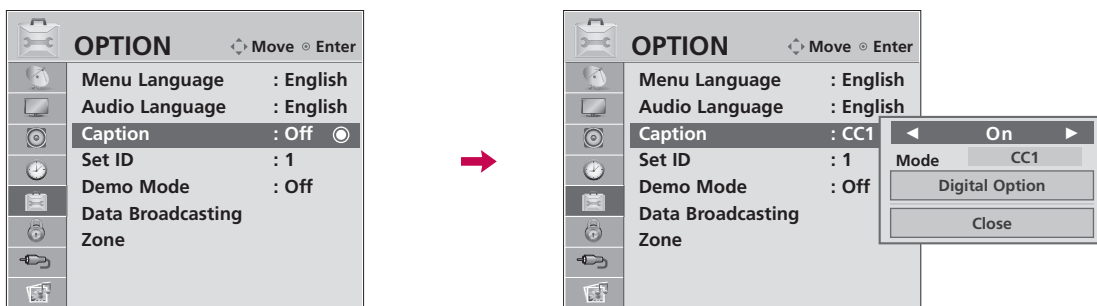 OPTION Move Enter
Menu Language : English
Audio Language : English
Caption : Off
Set ID : 1
Demo Mode : Off
Data Broadcasting
Zone
OPTION Move Enter
Menu Language : English
Audio Language : English
Caption : CC1
Set ID : 1
Demo Mode : Off
Data Broadcasting
Zone
◄ On ►
Mode CC1
Digital Option
Close